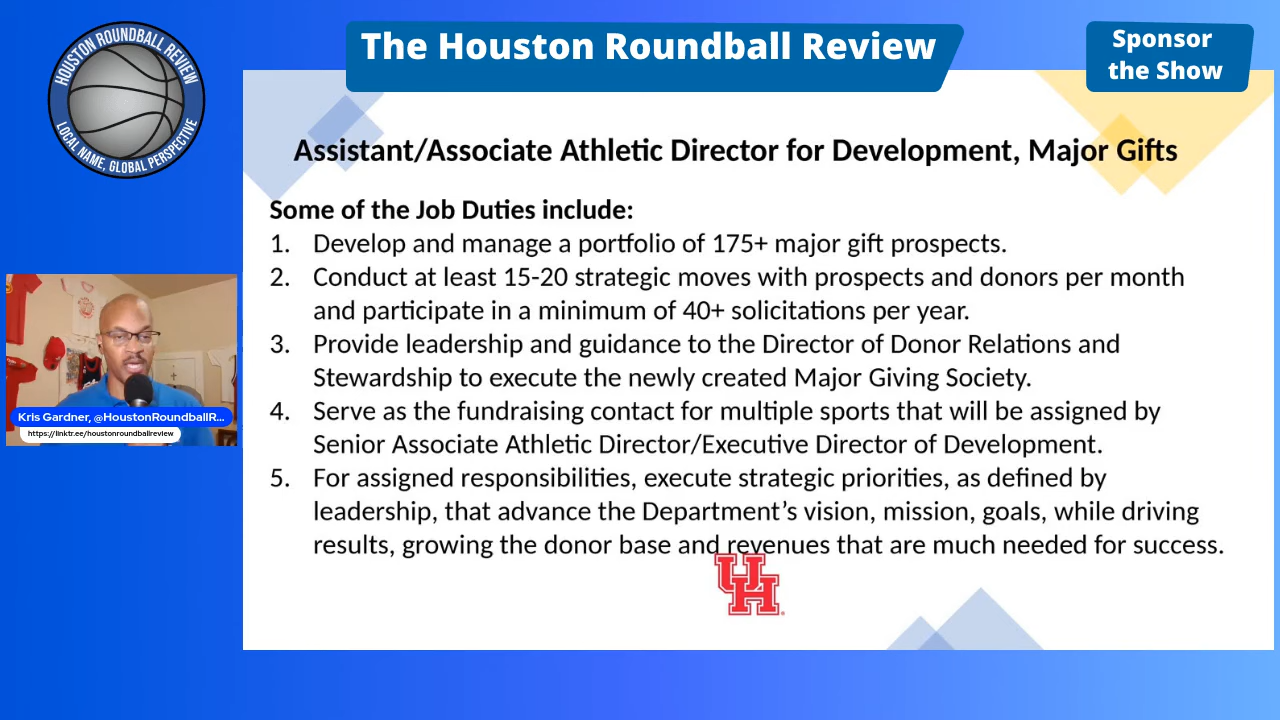 HOUSTON ROUNDBALL REVIEW
LOCAL NAME, GLOBAL PERSPECTIVE
The Houston Roundball Review
Sponsor
the Show
Assistant/Associate Athletic Director for Development, Major Gifts
Some of the Job Duties include:
1. Develop and manage a portfolio of 175+ major gift prospects.
2. Conduct at least 15-20 strategic moves with prospects and donors per month
and participate in a minimum of 40+ solicitations per year.
3. Provide leadership and guidance to the Director of Donor Relations and
Stewardship to execute the newly created Major Giving Society.
4. Serve as the fundraising contact for multiple sports that will be assigned by
Senior Associate Athletic Director/Executive Director of Development.
5. For assigned responsibilities, execute strategic priorities, as defined by
leadership, that advance the Department’s vision, mission, goals, while driving
results, growing the donor base and revenues that are much needed for success.
UH
Kris Gardner, @HoustonRoundballR...
https://linktr.ee/houstonroundballreview